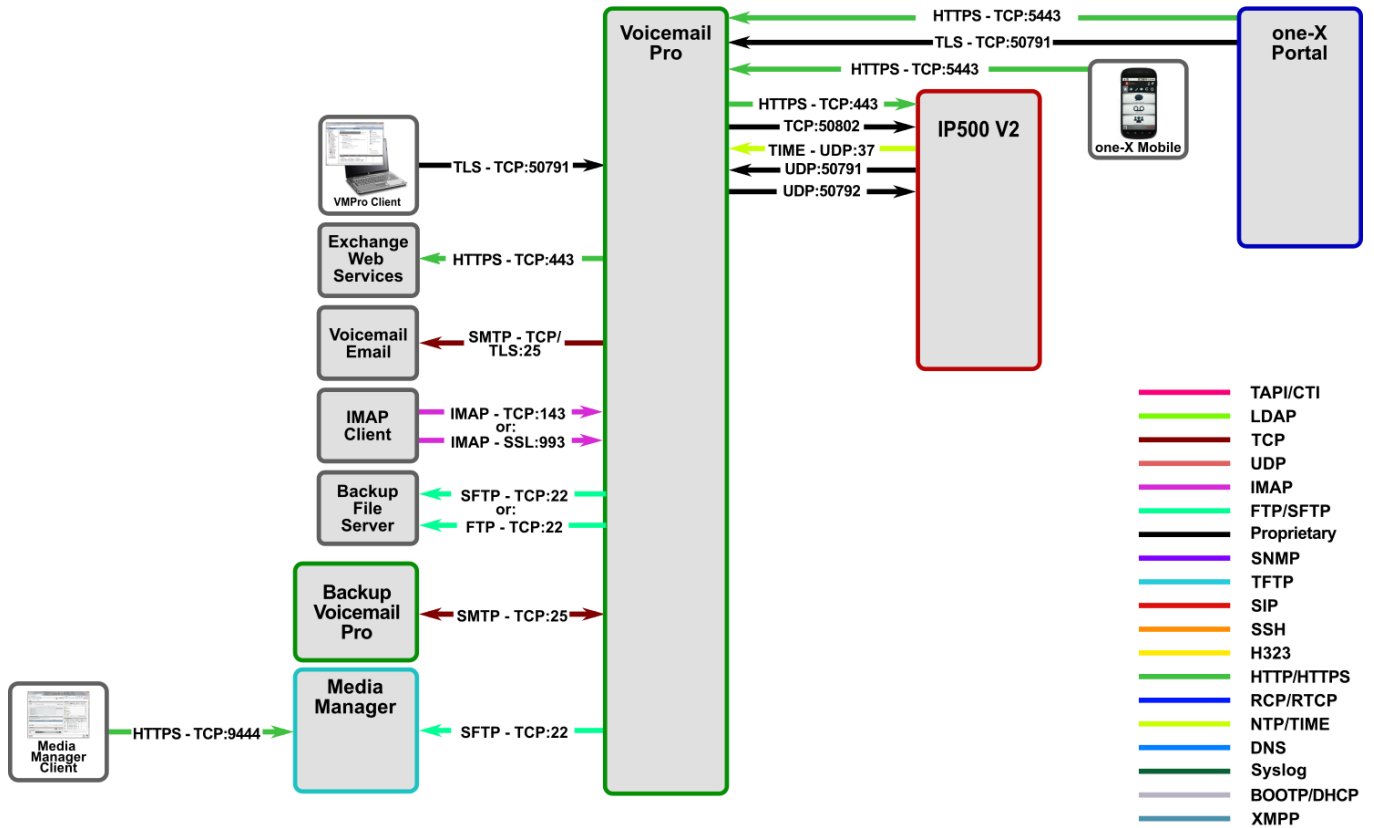 Voicemail
Pro
HTTPS - TCP:5443
TLS - TCP:50791
HTTPS - TCP:5443
one-X
Portal
one-X Mobile
HTTPS - TCP:443
TCP:50802
TIME - UDP:37
UDP:50791
UDP:50792
IP500 V2
VMPro Client
TLS - TCP:50791
Exchange
Web
Services
HTTPS - TCP:443
Voicemail
Email
SMTP - TCP/
TLS:25
IMAP
Client
IMAP - TCP:143
or:
IMAP - SSL:993
Backup
File
Server
SFTP - TCP:22
or:
FTP - TCP:22
Backup
Voicemail
Pro
SMTP - TCP:25
Media
Manager
SFTP - TCP:22
Media
Manager
Client
HTTPS - TCP:9444
TAPI/CTI
LDAP
TCP
UDP
IMAP
FTP/SFTP
Proprietary
SNMP
TFTP
SIP
SSH
H323
HTTP/HTTPS
RCP/RTCP
NTP/TIME
DNS
Syslog
BOOTP/DHCP
XMPP